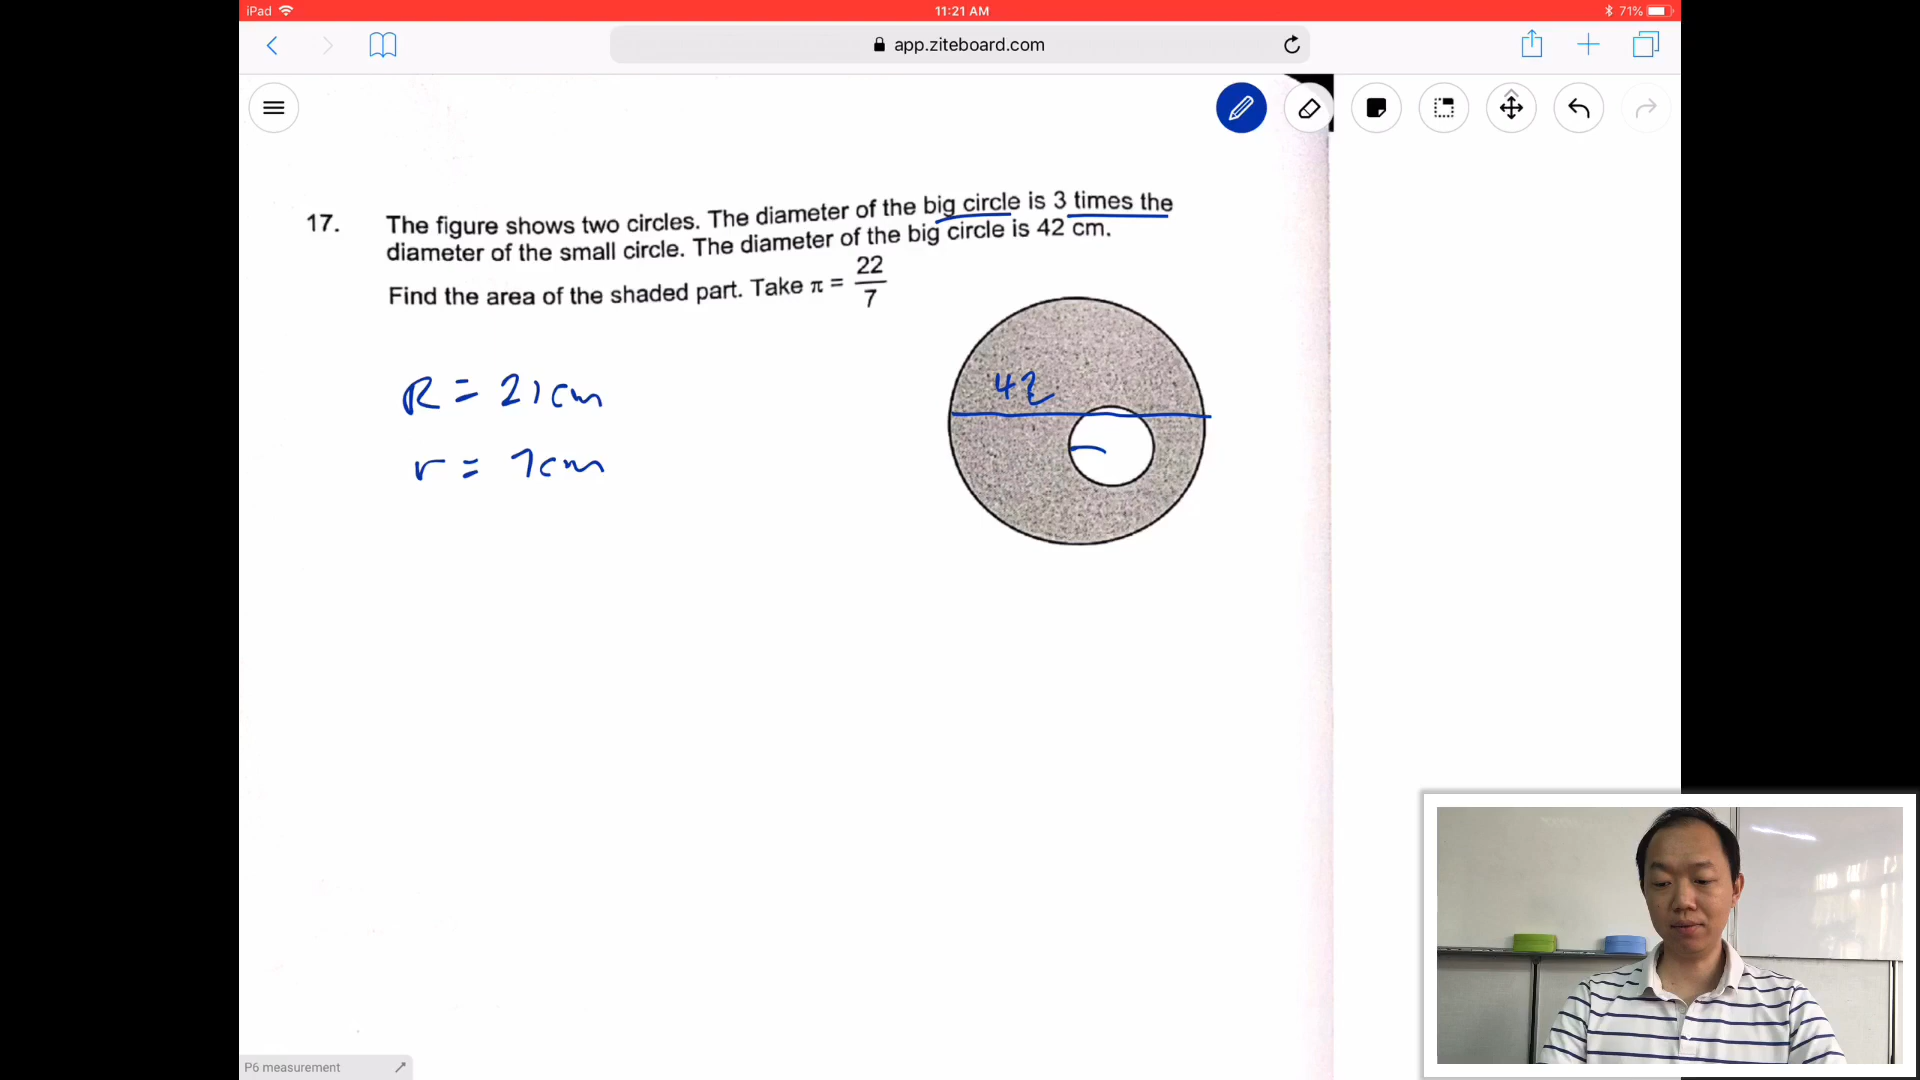 iPad
11:21 AM
71%
app.ziteboard.com
17. The figure shows two circles. The diameter of the big circle is 3 times the
diameter of the small circle. The diameter of the big circle is 42 cm.
Find the area of the shaded part. Take π = 22/7
42
R = 21cm
r = 7cm
P6 measurement